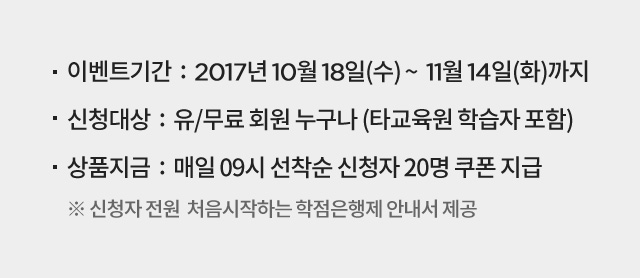 · 이벤트기간 : 2017년 10월 18일(수) ~ 11월 14일(화)까지
· 신청대상 : 유/무료 회원 누구나 (타교육원 학습자 포함)
· 상품지금 : 매일 09시 선착순 신청자 20명 쿠폰 지급
※ 신청자 전원 처음시작하는 학점은행제 안내서 제공